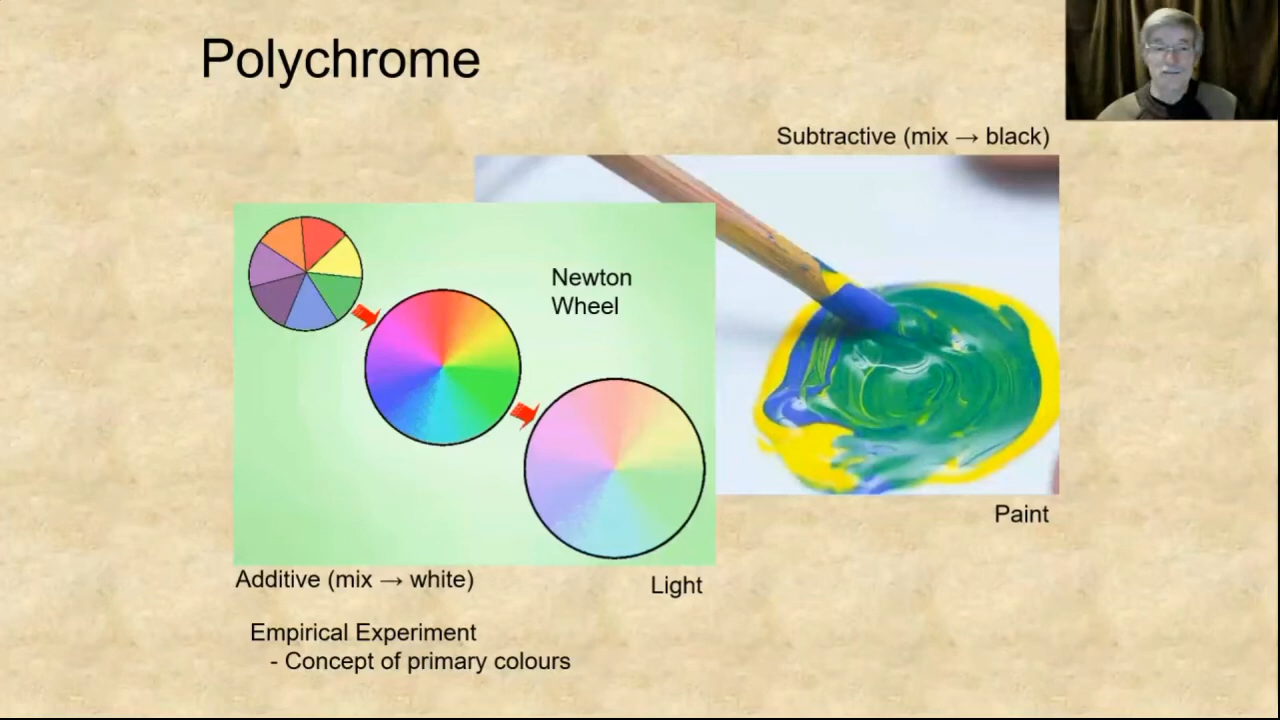 Polychrome
Subtractive (mix → black)
Newton
Wheel
Paint
Additive (mix → white)
Light
Empirical Experiment
- Concept of primary colours